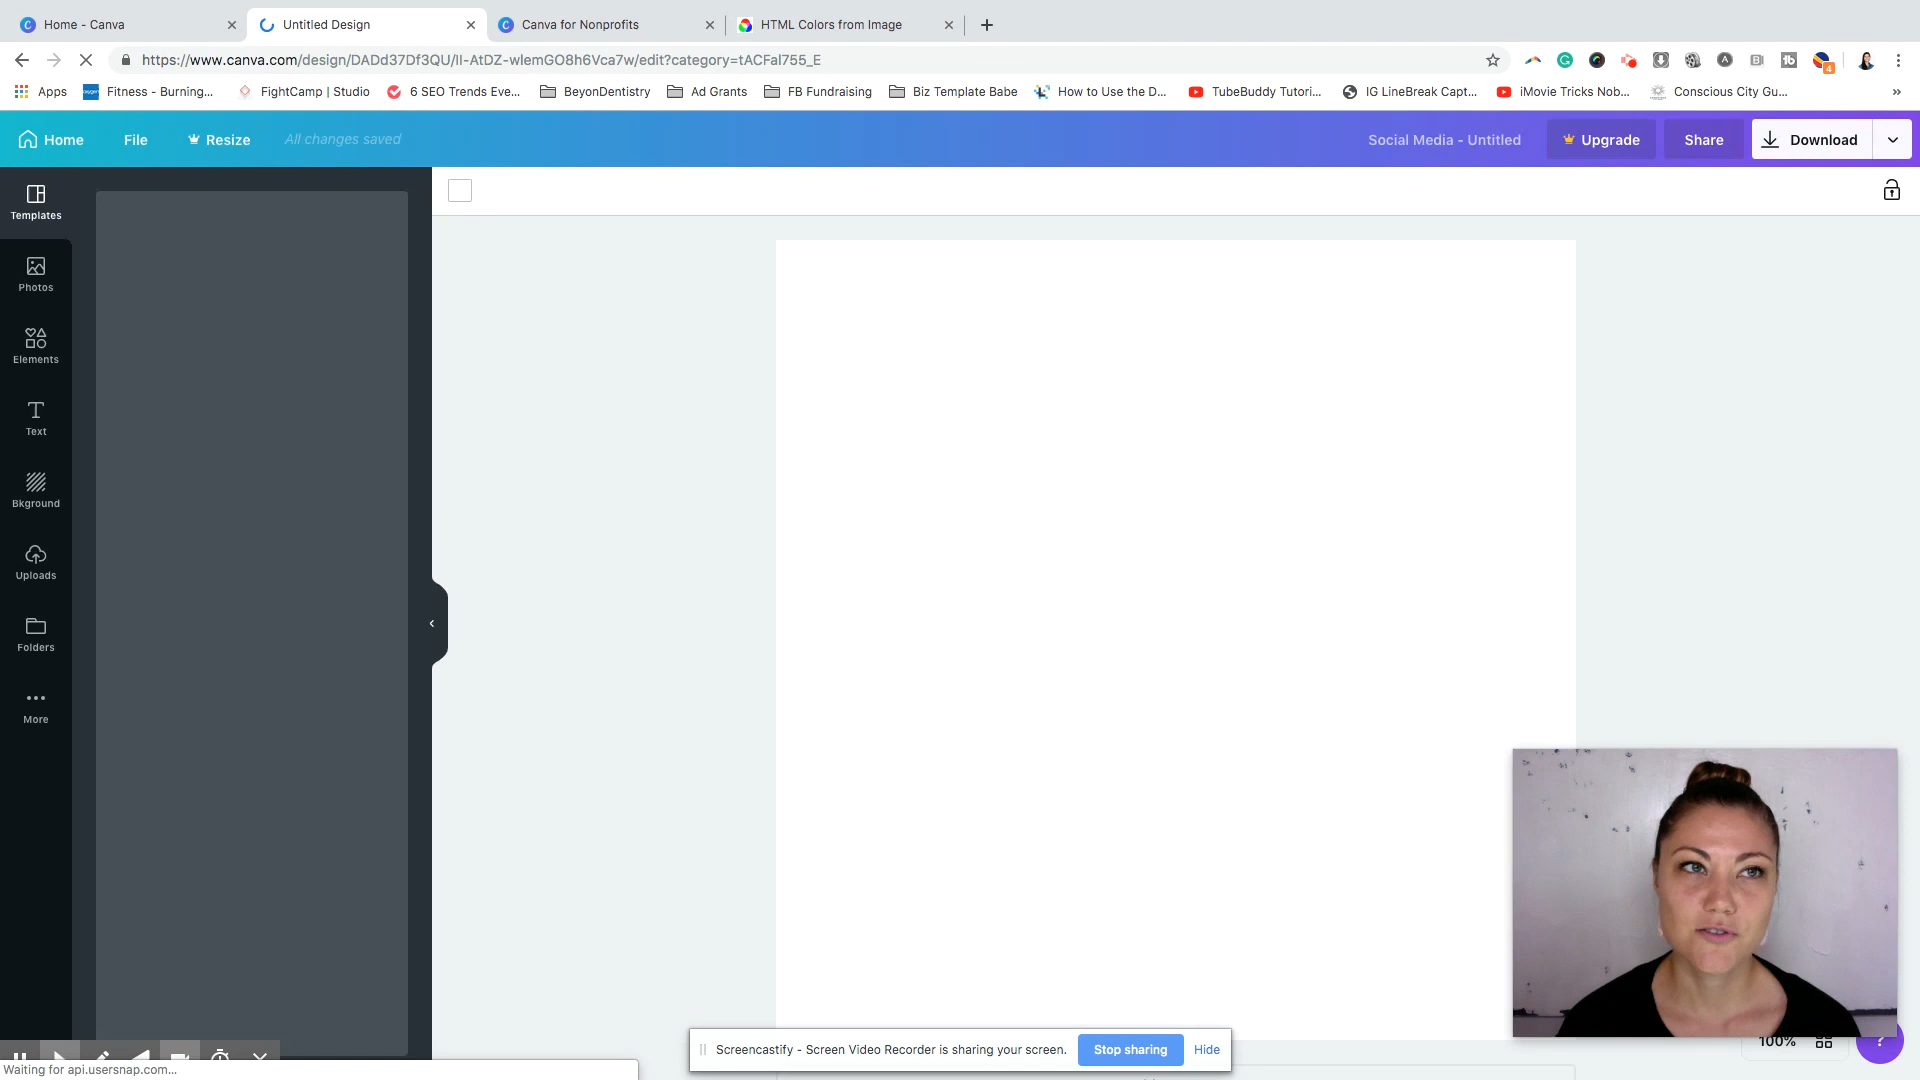 Home - Canva
Untitled Design
Canva for Nonprofits
HTML Colors from Image
https://www.canva.com/design/DADd37Df3QU/lI-AtDZ-wlemGO8h6Vca7w/edit?category=tACFal755_E
Apps
Fitness - Burning...
FightCamp | Studio
6 SEO Trends Eve...
BeyonDentistry
Ad Grants
FB Fundraising
Biz Template Babe
How to Use the D...
TubeBuddy Tutori...
IG LineBreak Capt...
iMovie Tricks Nob...
Conscious City Gu...
»
Home
File
Resize
All changes saved
Social Media - Untitled
Upgrade
Share
Download
Templates
Photos
Elements
Text
Bkground
Uploads
Folders
More
Screencastify - Screen Video Recorder is sharing your screen.
Stop sharing
Hide
100%
?
Waiting for api.usersnap.com...